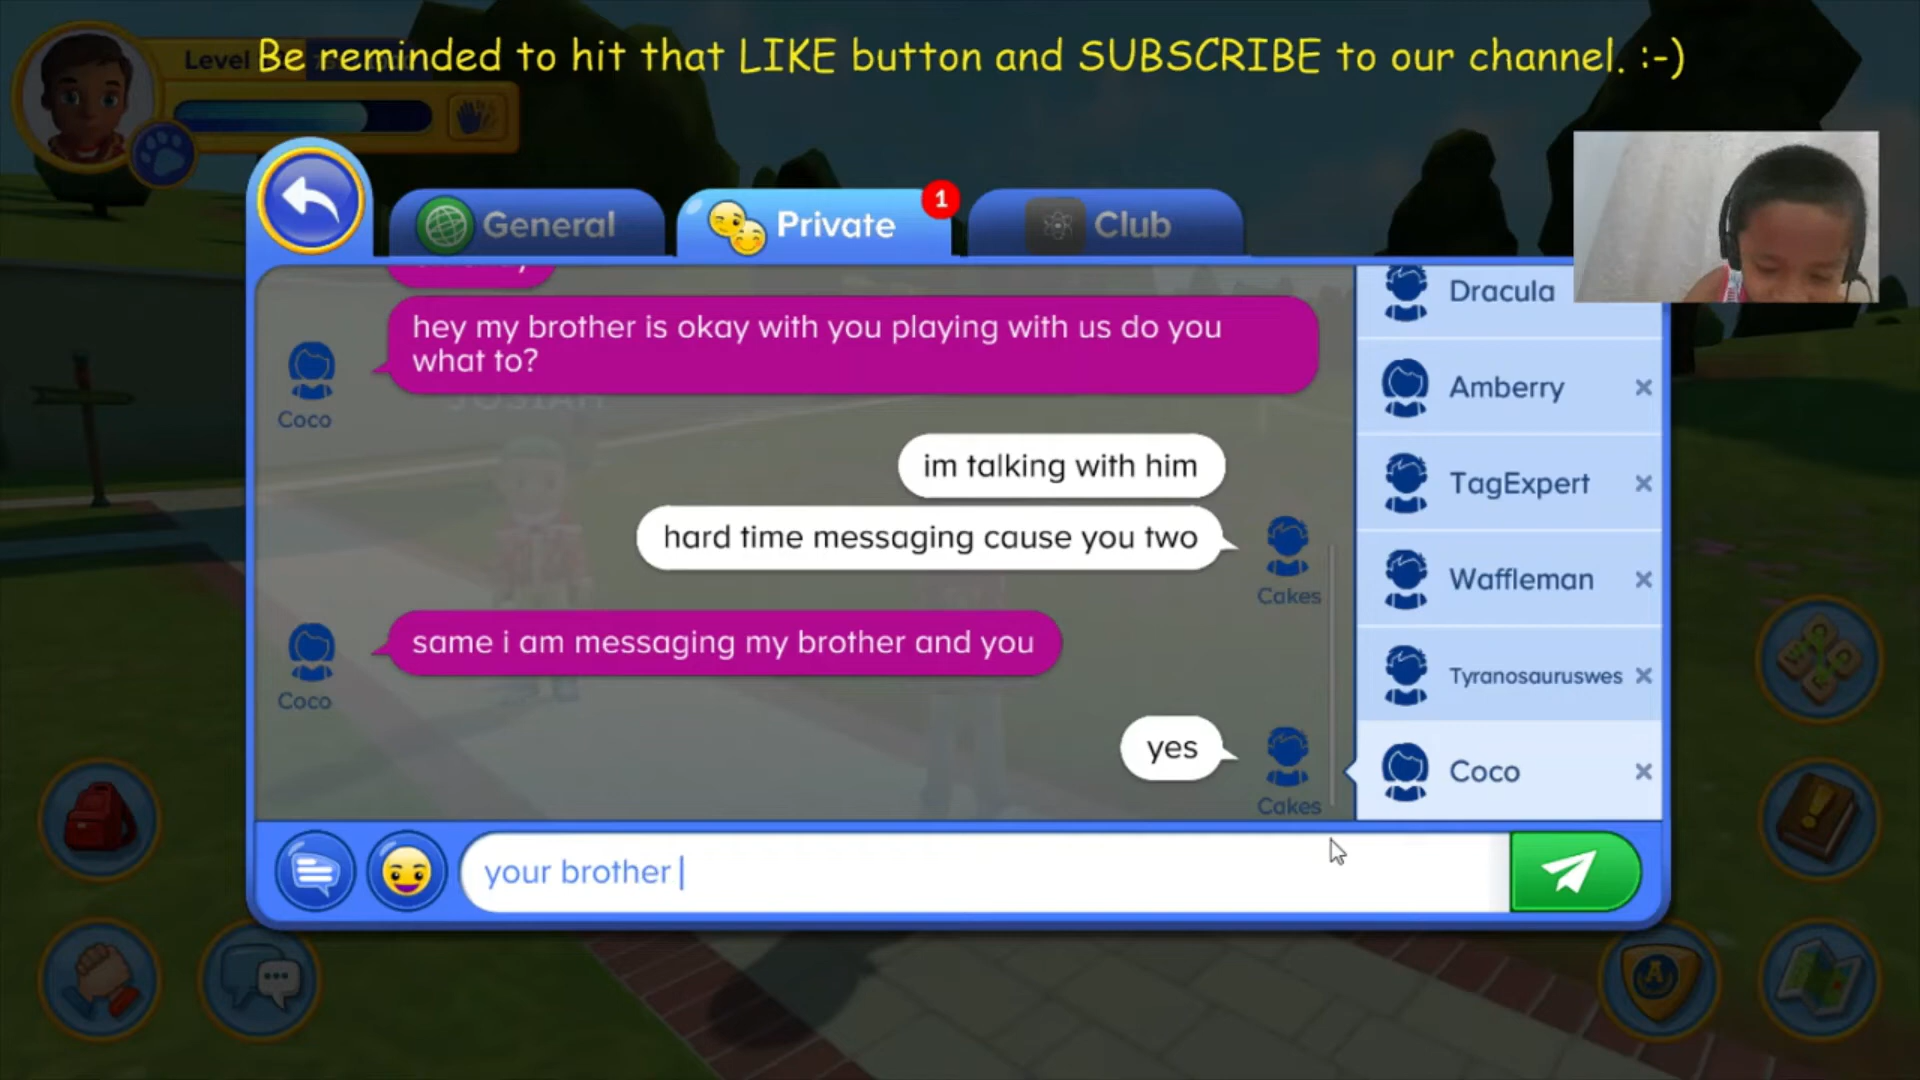 Be reminded to hit that LIKE button and SUBSCRIBE to our channel. :-)
Level
General
Private
1
Club
hey my brother is okay with you playing with us do you
what to?
Coco
JOSIAH
im talking with him
hard time messaging cause you two
Cakes
same i am messaging my brother and you
Coco
yes
Cakes
Dracula
Amberry
TagExpert
Waffleman
Tyranosauruswes
Coco
your brother